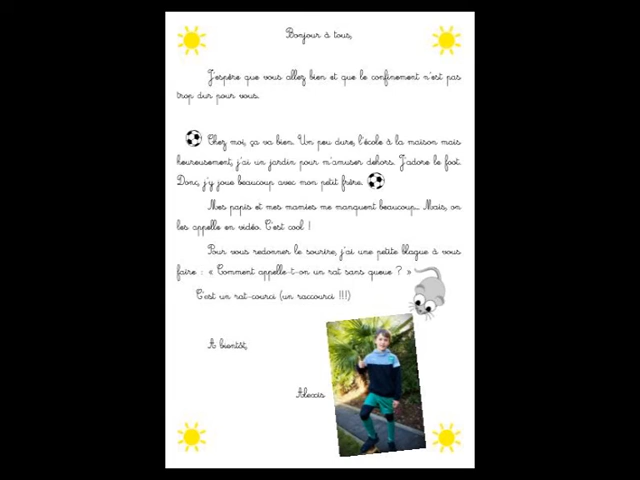 Bonjour à tous,
J'espère que vous allez bien et que le confinement n'est pas
trop dur pour vous.
Chez moi, ça va bien. Un peu dure, l'école à la maison mais
heureusement, j'ai un jardin pour m'amuser dehors. J'adore le foot.
Donc, j'y joue beaucoup avec mon petit frère.
Mes papis et mes mamies me manquent beaucoup... Mais, on
les appelle en vidéo. C'est cool !
Pour vous redonner le sourire, j'ai une petite blague à vous
faire : « Comment appelle-t-on un rat sans queue ? »
C'est un rat-courci (un raccourci !!!)
A bientôt,
Alexis